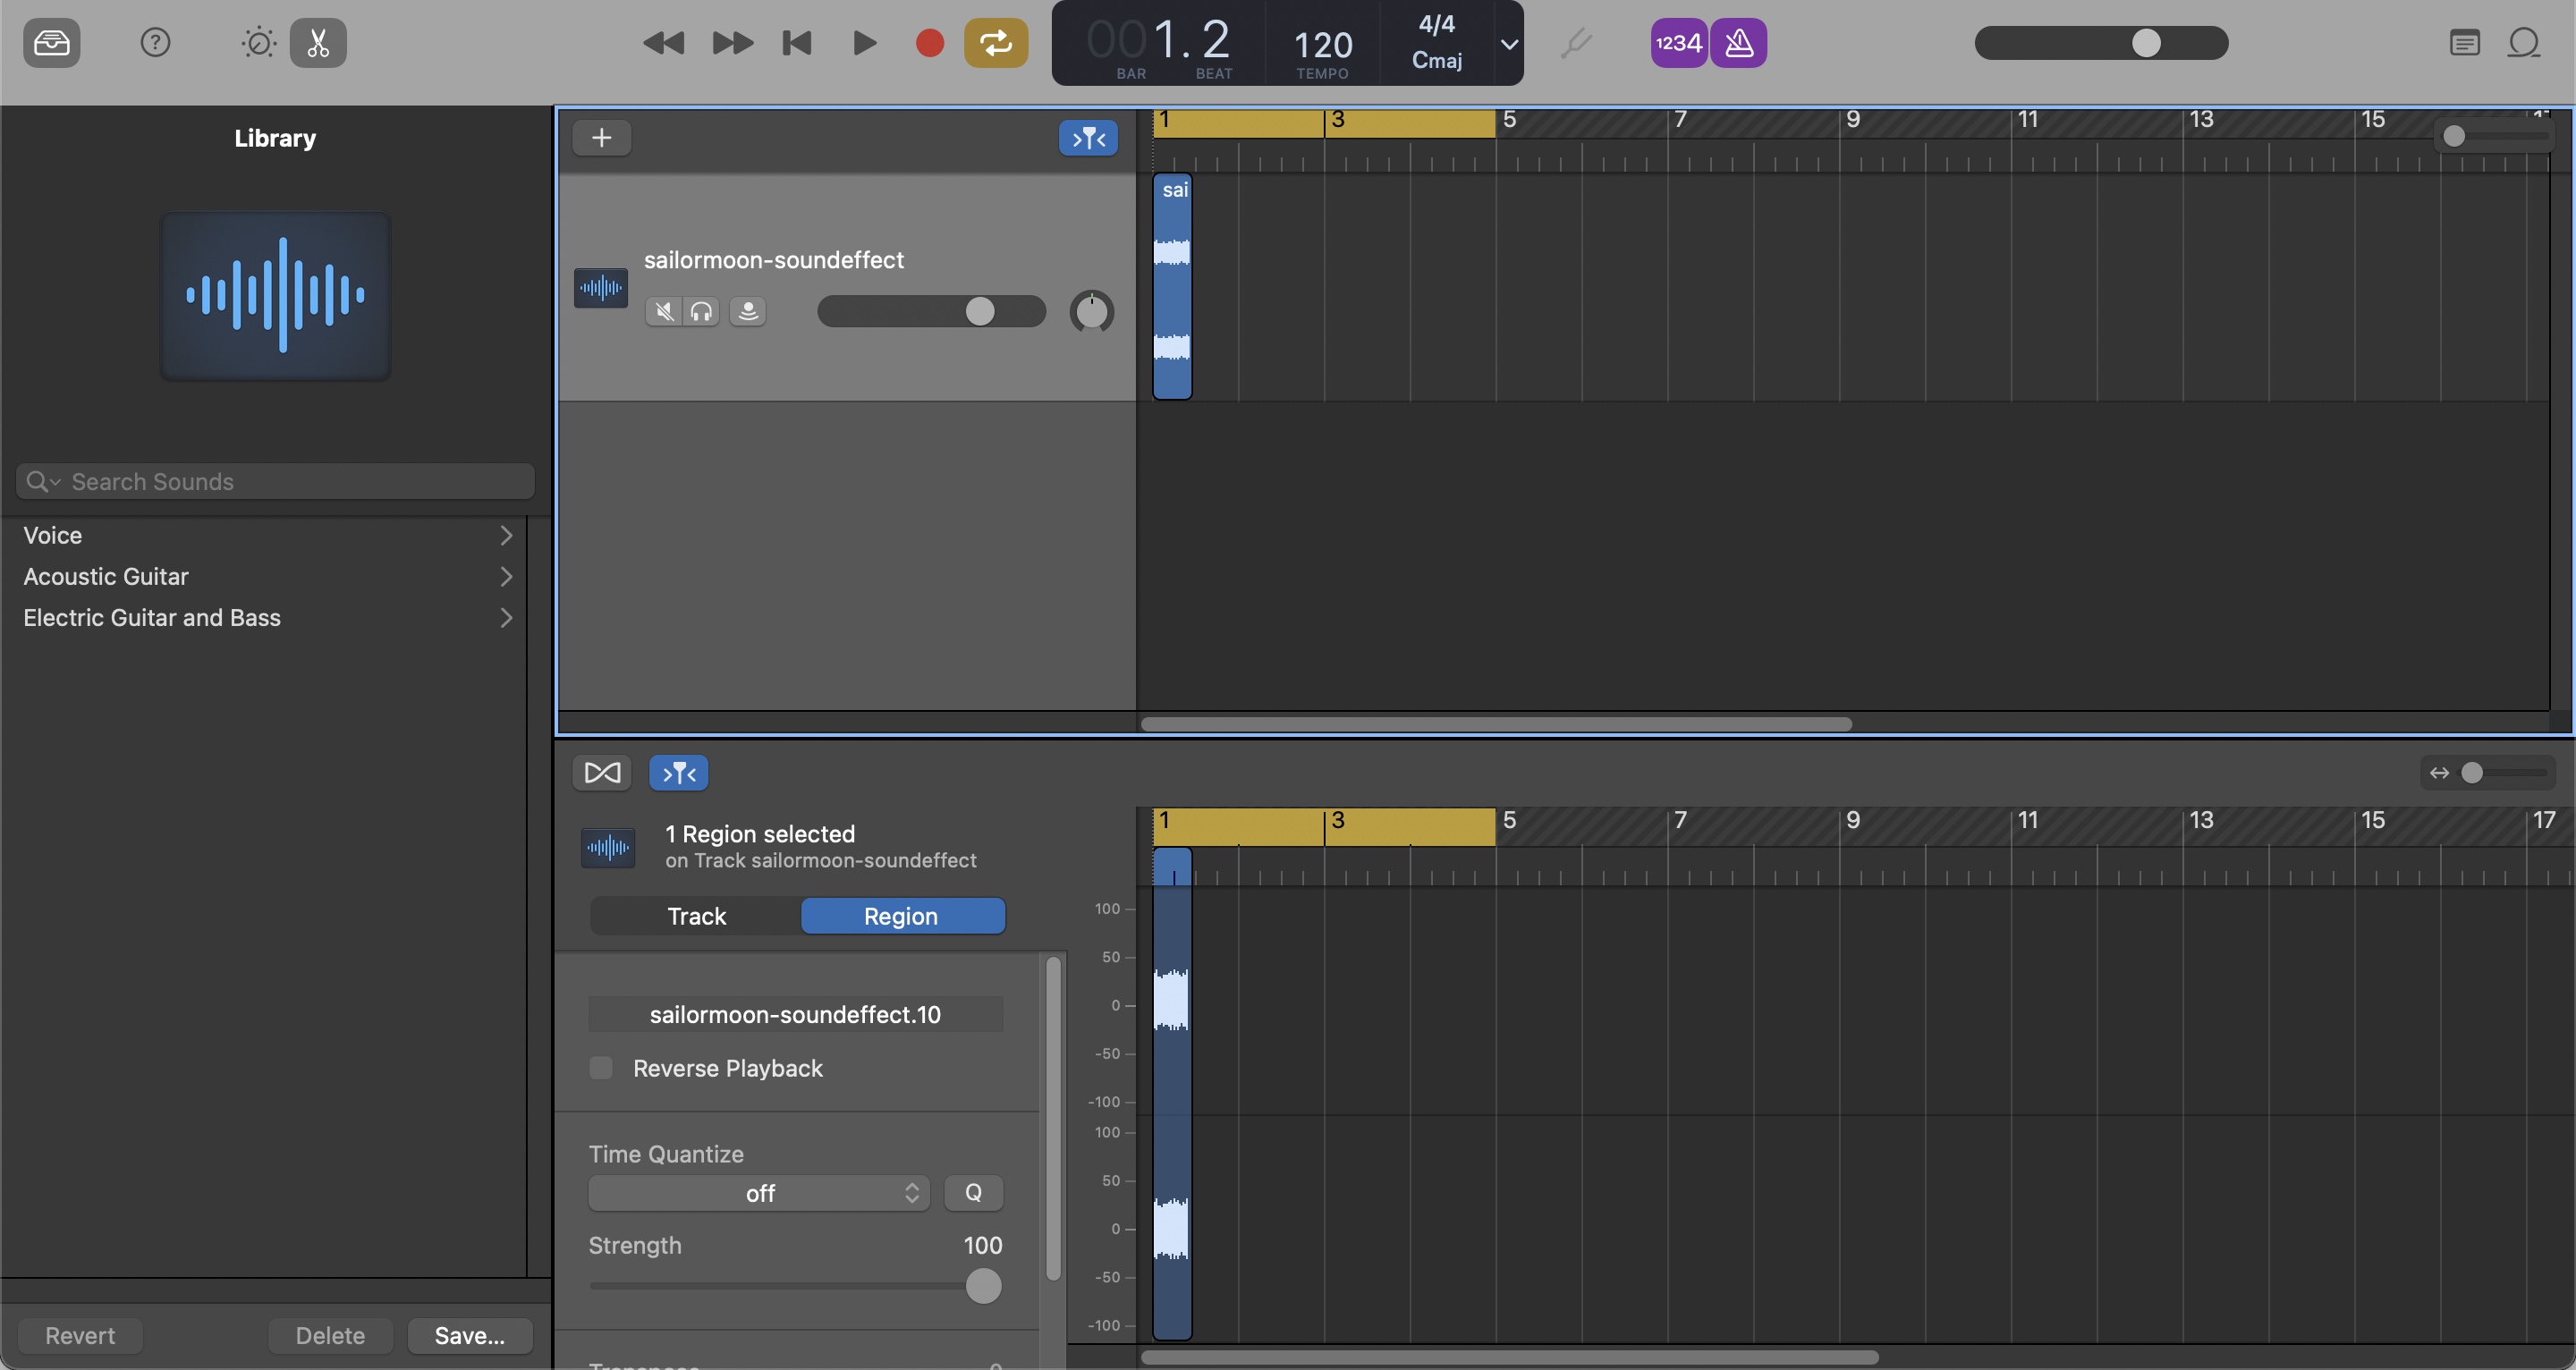 001.2
BAR BEAT
120
TEMPO
4/4
Cmaj
1234
Library
Search Sounds
Voice
Acoustic Guitar
Electric Guitar and Bass
Revert
Delete
Save...
1 3 5 7 9 11 13 15
sailormoon-soundeffect
sai
1 Region selected
on Track sailormoon-soundeffect
Track
Region
sailormoon-soundeffect.10
Reverse Playback
Time Quantize
off
Q
Strength
100
1 3 5 7 9 11 13 15 17
100
50
0
-50
-100
100
50
0
-50
-100